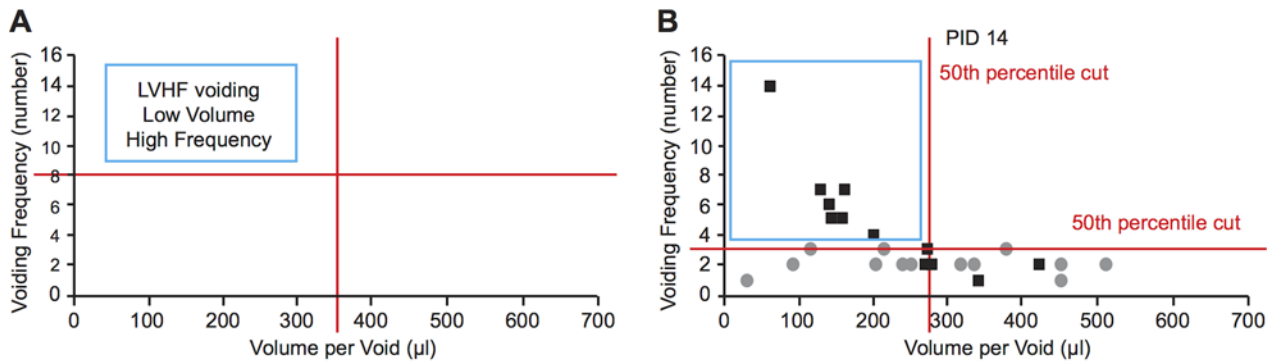 A
Voiding Frequency (number)
16
14
12
10
8
6
4
2
0
LVHF voiding
Low Volume
High Frequency
0 100 200 300 400 500 600 700
Volume per Void (µl)
B
PID 14
50th percentile cut
Voiding Frequency (number)
16
14
12
10
8
6
4
2
0
50th percentile cut
0 100 200 300 400 500 600 700
Volume per Void (µl)